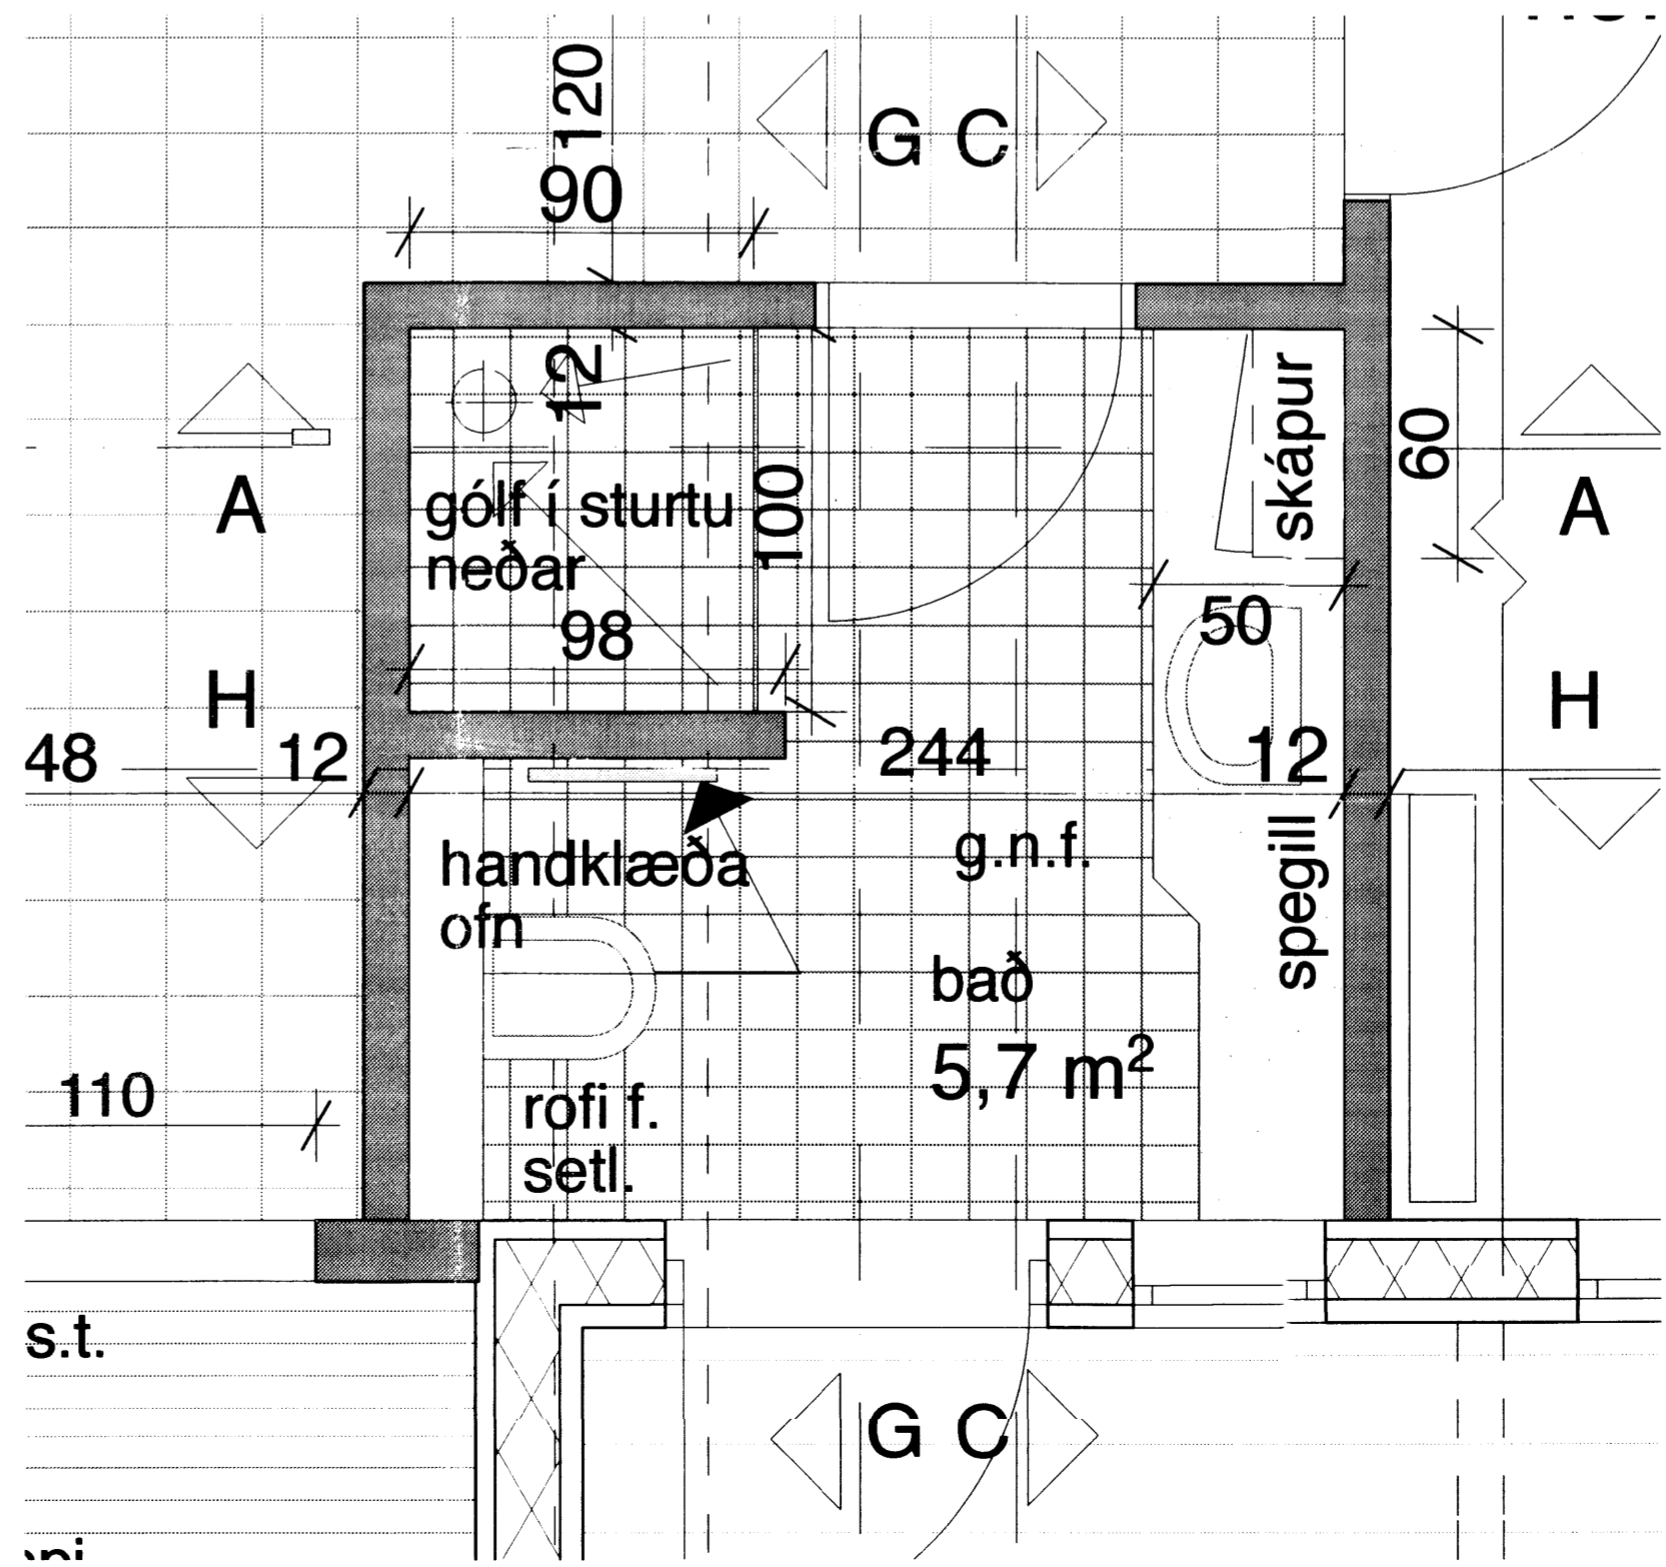 120
G C
90
12
skápur
60
A
A
gólf í sturtu
neðar
100
98
50
H
H
48
12
244
12
g.n.f.
handklæða
ofn
spegill
bað
5,7 m²
110
rofi f.
setl.
s.t.
G C